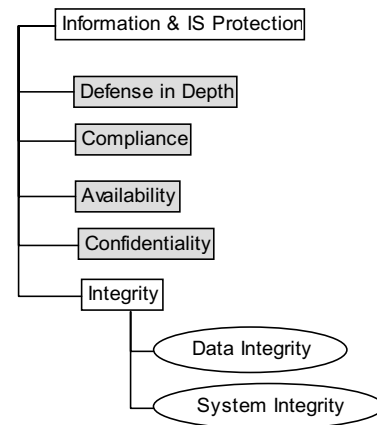 Information & IS Protection
Defense in Depth
Compliance
Availability
Confidentiality
Integrity
Data Integrity
System Integrity